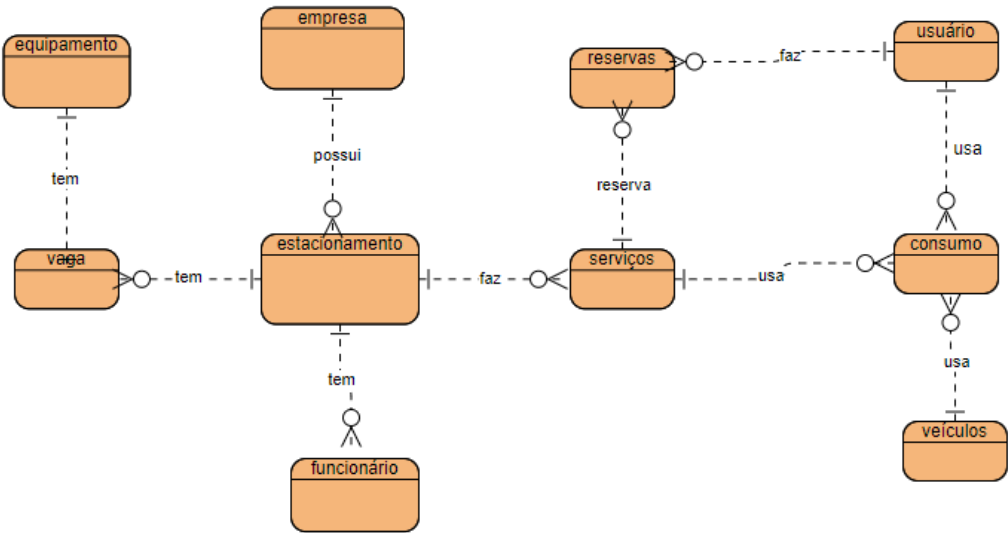 empresa
equipamento
usuário
reservas
faz
possui
usa
tem
reserva
vaga
estacionamento
serviços
consumo
tem
faz
usa
tem
usa
veículos
funcionário